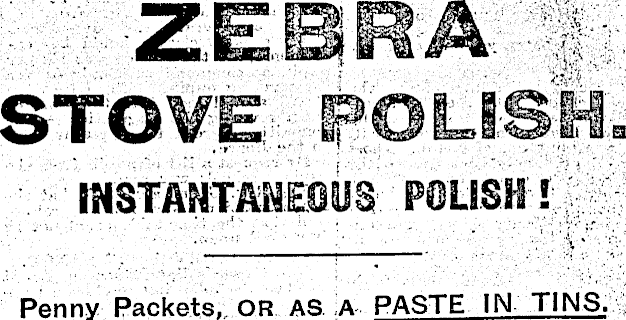 ZEBRA
STOVE POLISH.
INSTANTANEOUS POLISH!
Penny Packets, OR AS A PASTE IN TINS.